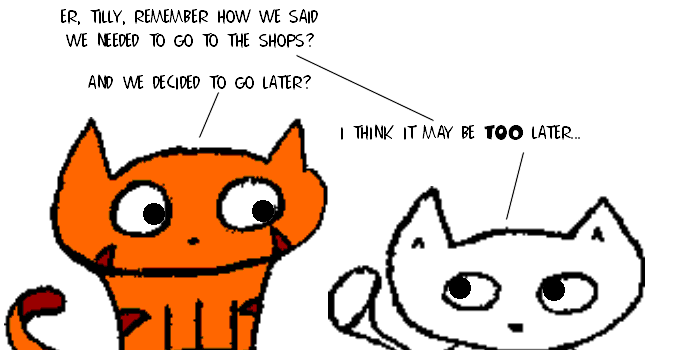 ER, TILLY, REMEMBER HOW WE SAID
WE NEEDED TO GO TO THE SHOPS?
AND WE DECIDED TO GO LATER?
I THINK IT MAY BE TOO LATER...